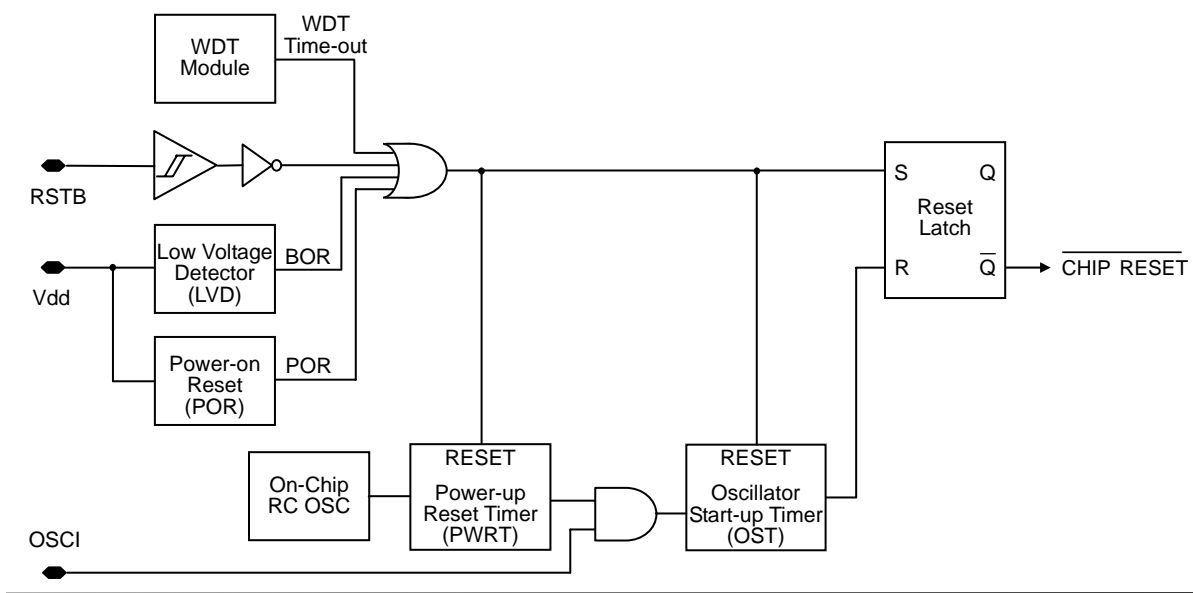 WDT
Module
WDT
Time-out
RSTB
Vdd
Low Voltage
Detector
(LVD)
BOR
Power-on
Reset
(POR)
POR
On-Chip
RC OSC
RESET
Power-up
Reset Timer
(PWRT)
RESET
Oscillator
Start-up Timer
(OST)
OSCI
S Q
Reset
Latch
R Q̅
CHIP RESET